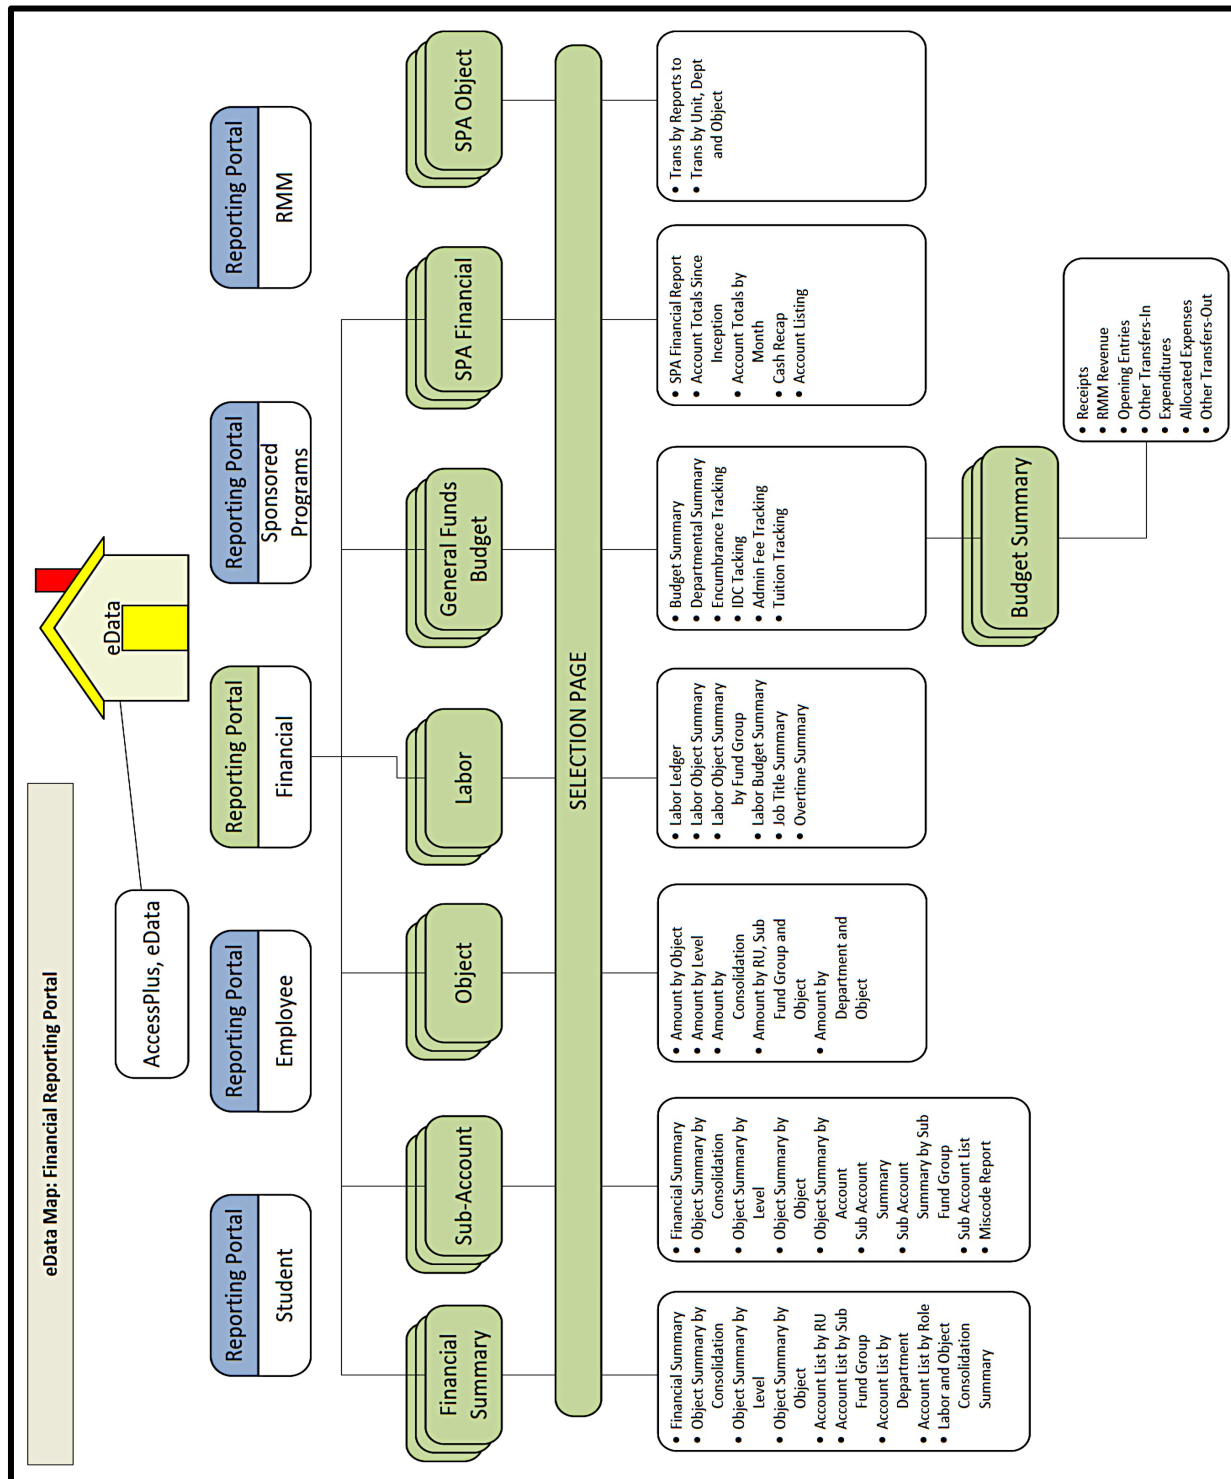 eData Map: Financial Reporting Portal
AccessPlus, eData
eData
Reporting Portal
Student
Reporting Portal
Employee
Reporting Portal
Financial
Reporting Portal
Sponsored
Programs
Reporting Portal
RMM
Financial
Summary
Sub-Account
Object
Labor
General Funds
Budget
SPA Financial
SPA Object
SELECTION PAGE
• Financial Summary
• Object Summary by
Consolidation
• Object Summary by
Level
• Object Summary by
Object
• Account List by RU
• Account List by Sub
Fund Group
• Account List by
Department
• Account List by Role
• Labor and Object
Consolidation
Summary
• Financial Summary
• Object Summary by
Consolidation
• Object Summary by
Level
• Object Summary by
Object
• Object Summary by
Account
• Sub Account
Summary
• Sub Account
Summary by Sub
Fund Group
• Sub Account List
• Miscode Report
• Amount by Object
• Amount by Level
• Amount by
Consolidation
• Amount by RU, Sub
Fund Group and
Object
• Amount by
Department and
Object
• Labor Ledger
• Labor Object Summary
• Labor Object Summary
by Fund Group
• Labor Budget Summary
• Job Title Summary
• Overtime Summary
• Budget Summary
• Departmental Summary
• Encumbrance Tracking
• IDC Tacking
• Admin Fee Tracking
• Tuition Tracking
• SPA Financial Report
• Account Totals Since
Inception
• Account Totals by
Month
• Cash Recap
• Account Listing
• Trans by Reports to
• Trans by Unit, Dept
and Object
Budget Summary
• Receipts
• RMM Revenue
• Opening Entries
• Other Transfers-In
• Expenditures
• Allocated Expenses
• Other Transfers-Out